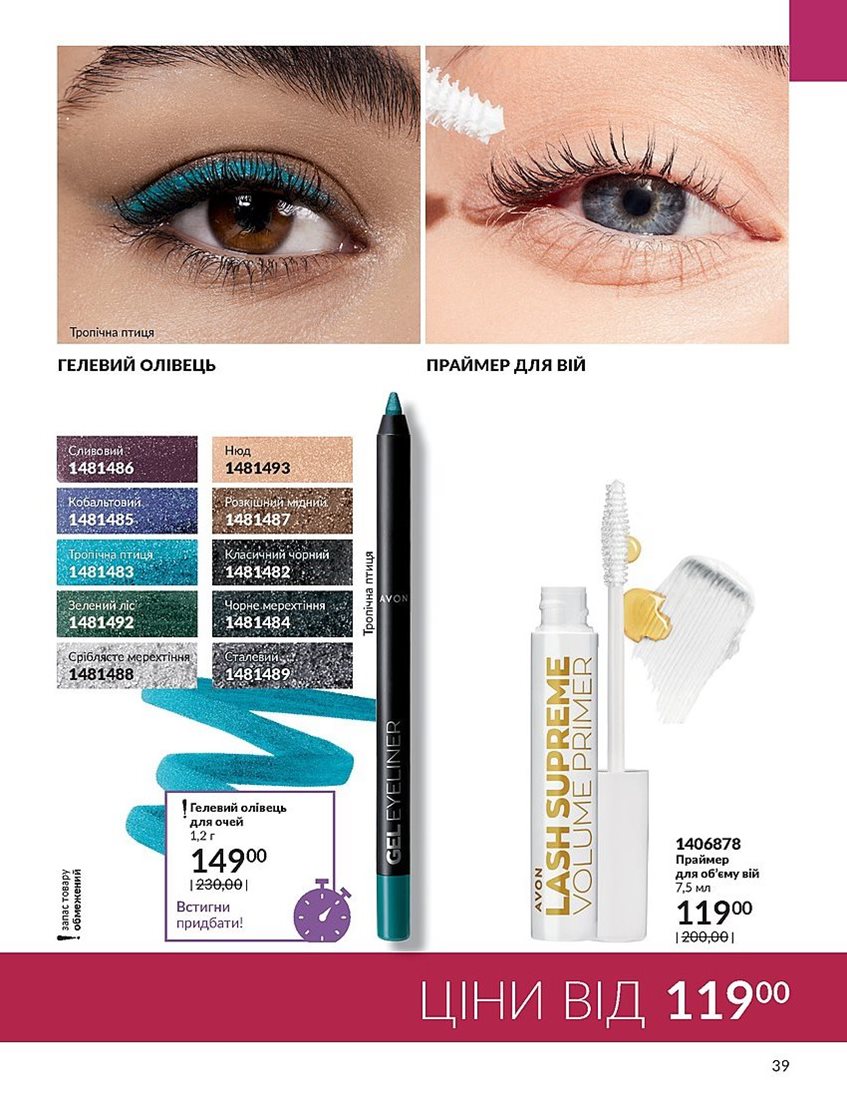 Тропічна птиця
ГЕЛЕВИЙ ОЛІВЕЦЬ
ПРАЙМЕР ДЛЯ ВІЙ
Сливовий
1481486
Нюд
1481493
Кобальтовий
1481485
Розкішний мідний
1481487
Тропічна птиця
1481483
Класичний чорний
1481482
Зелений ліс
1481492
Чорне мерехтіння
1481484
Сріблясте мерехтіння
1481488
Сталевий
1481489
Тропічна птиця
AVON
GEL EYELINER
! Гелевий олівець
для очей
1,2 г
14900
|230,00|
Встигни
придбати!
! запас товару
обмежений
AVON
LASH SUPREME
VOLUME PRIMER
1406878
Праймер
для об'єму вій
7,5 мл
11900
|200,00|
ЦІНИ ВІД 11900
39